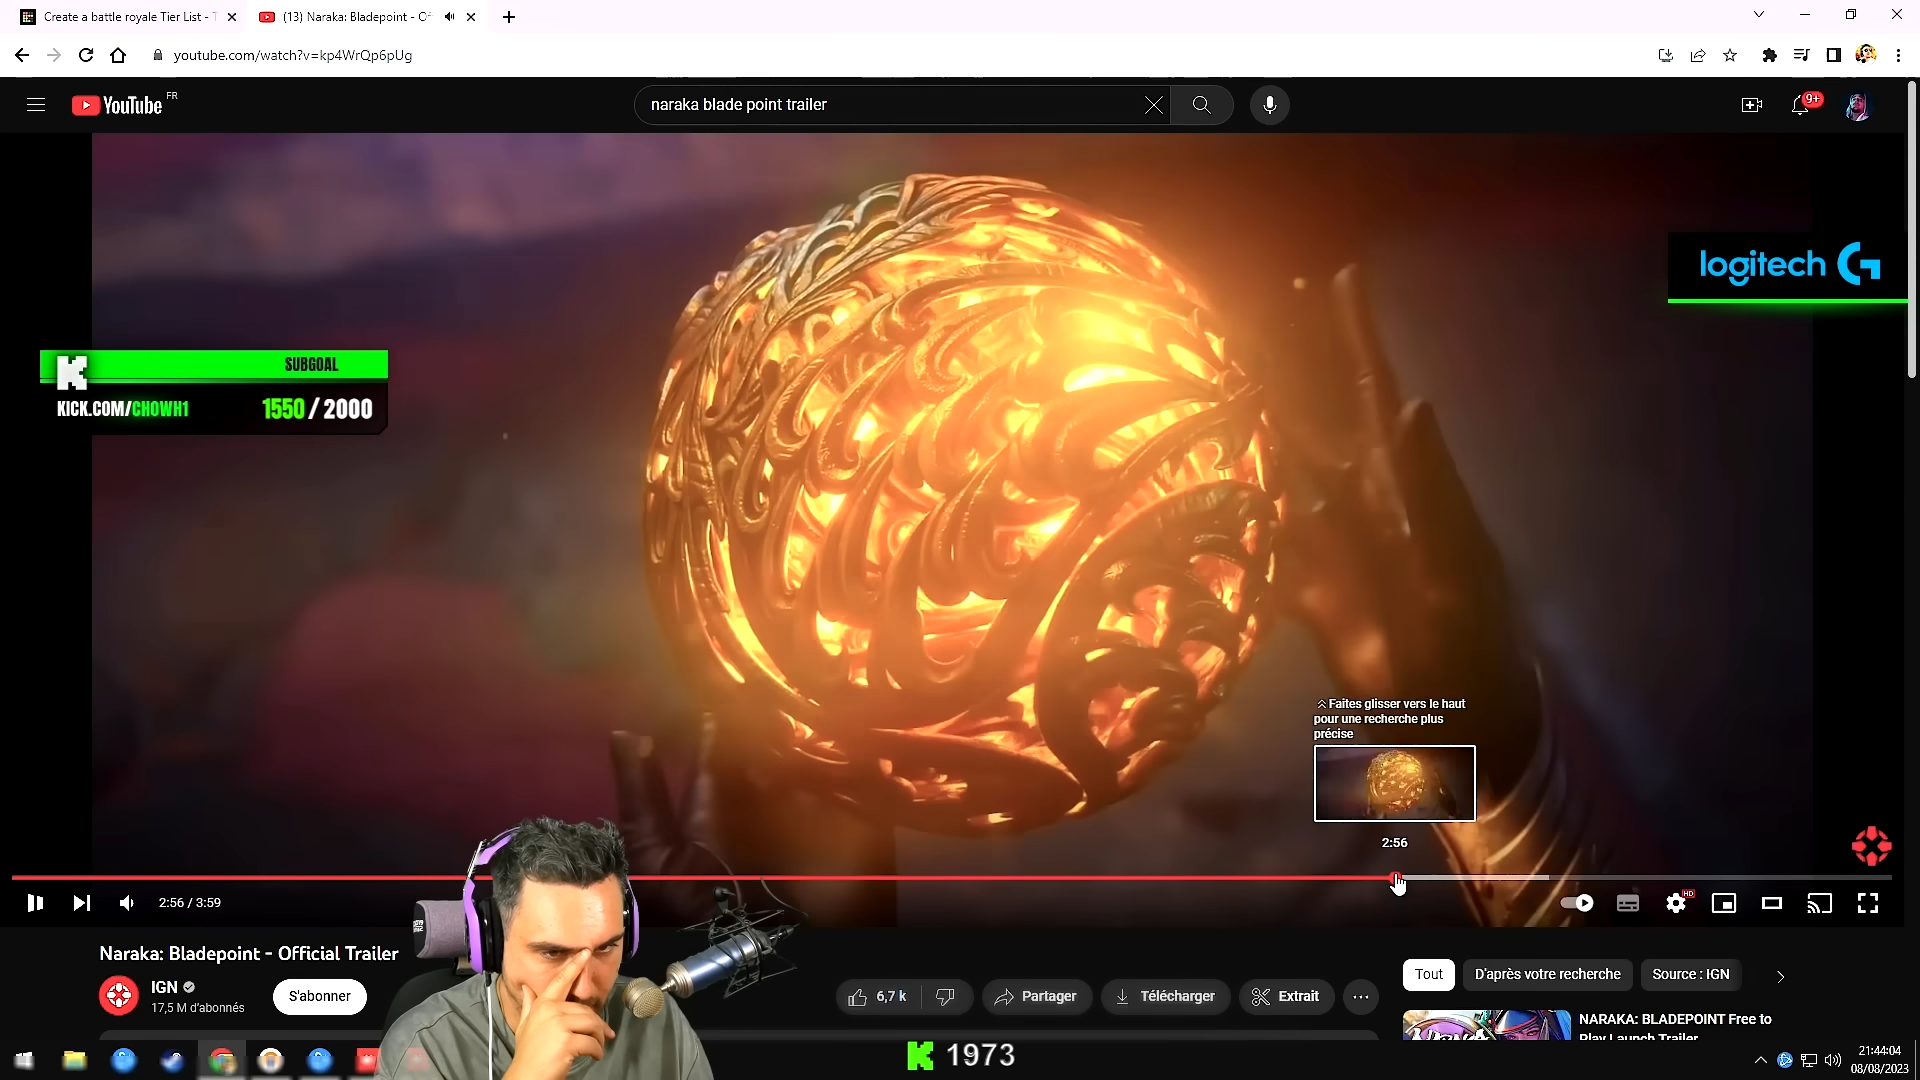 Create a battle royale Tier List - T
(13) Naraka: Bladepoint - Of
youtube.com/watch?v=kp4WrQp6pUg
YouTube FR
naraka blade point trailer
9+
logitech G
SUBGOAL
KICK.COM/CHOWH1
1550 / 2000
Faites glisser vers le haut
pour une recherche plus
précise
2:56
2:56 / 3:59
HD
Naraka: Bladepoint - Official Trailer
IGN
17,5 M d'abonnés
S'abonner
6,7 k
Partager
Télécharger
Extrait
Tout
D'après votre recherche
Source : IGN
NARAKA: BLADEPOINT Free to
Play Launch Trailer
K 1973
21:44:04
08/08/2023